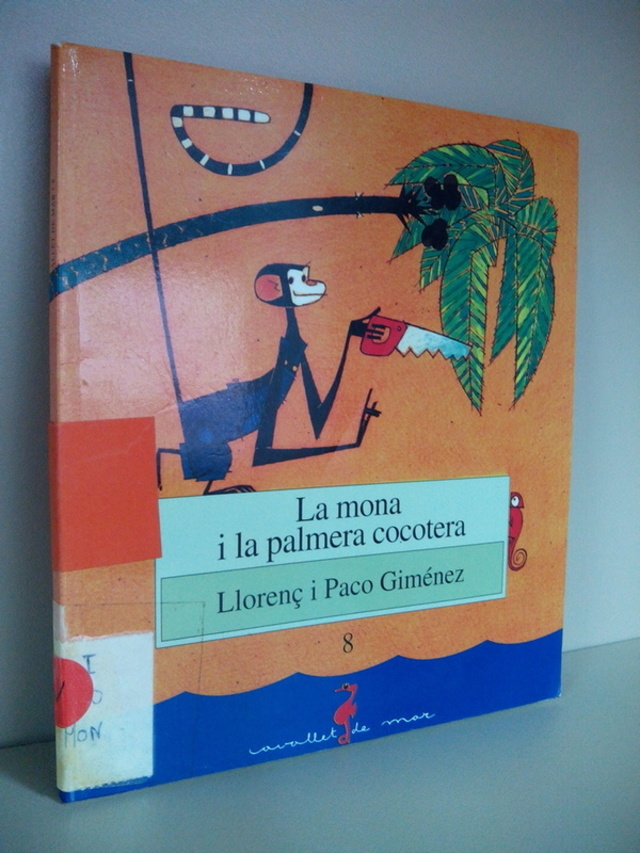 La mona
i la palmera cocotera
Llorenç i Paco Giménez
8
cavallet de mar
I
MON